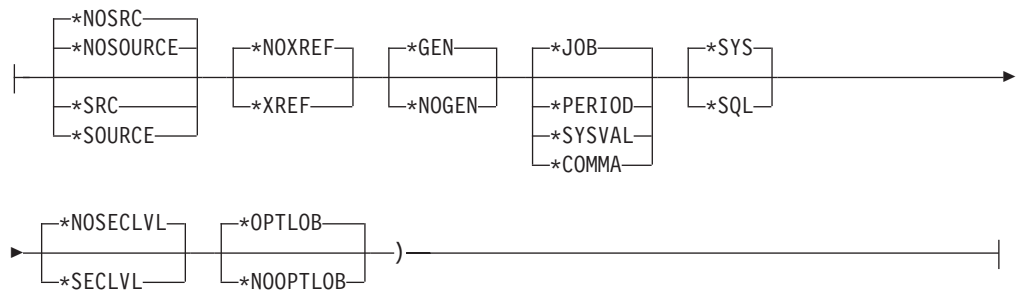 *NOSRC
*NOSOURCE *NOXREF *GEN *JOB *SYS
*SRC *XREF *NOGEN *PERIOD *SQL
*SOURCE *SYSVAL
*COMMA
*NOSECLVL *OPTLOB
)
*SECLVL *NOOPTLOB